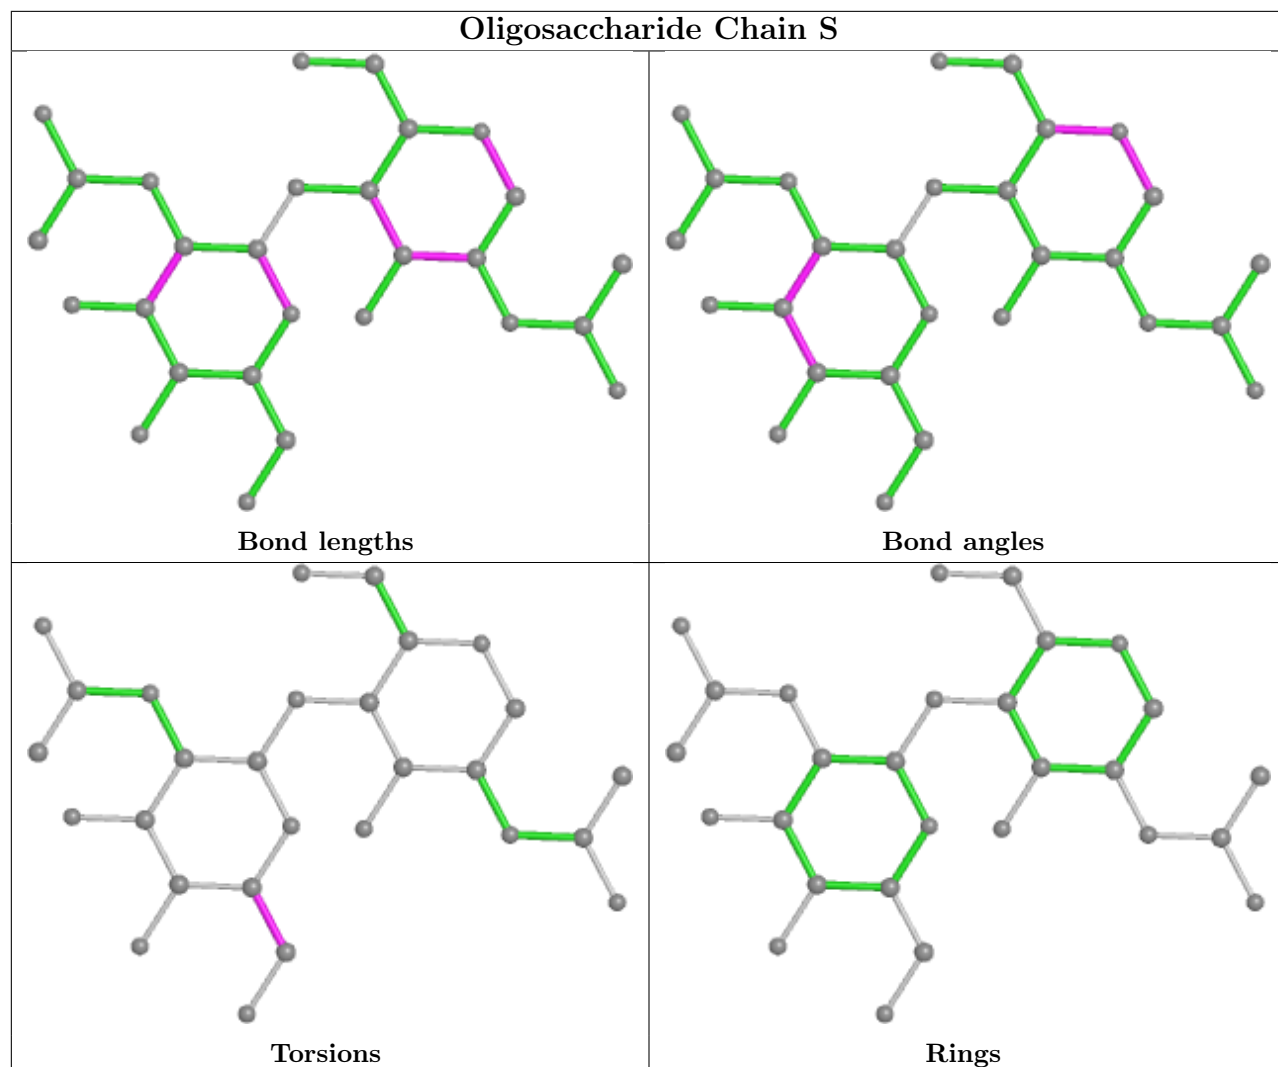 Oligosaccharide Chain S
Bond lengths
Bond angles
Torsions
Rings